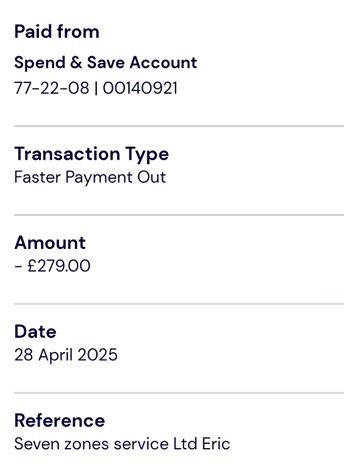 Paid from
Spend & Save Account
77-22-08 | 00140921
Transaction Type
Faster Payment Out
Amount
- £279.00
Date
28 April 2025
Reference
Seven zones service Ltd Eric